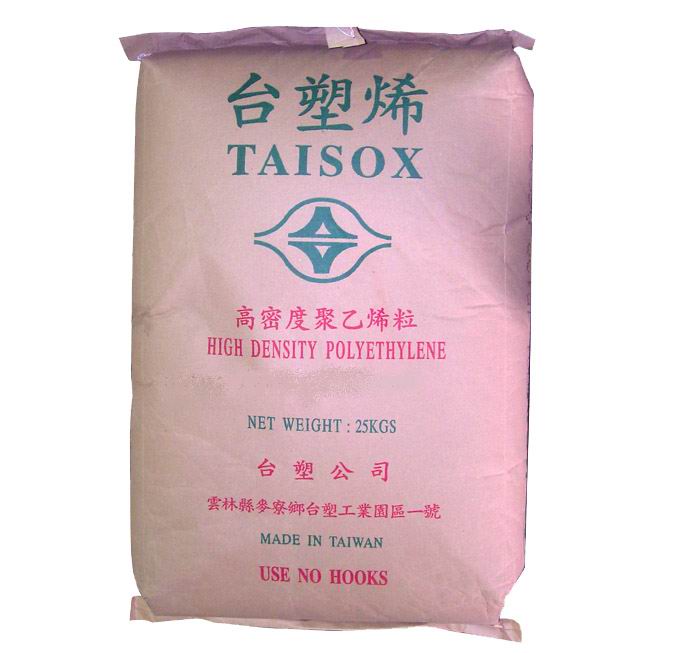 台塑烯
TAISOX
高密度聚乙烯粒
HIGH DENSITY POLYETHYLENE
NET WEIGHT : 25KGS
台塑公司
雲林縣麥寮鄉台塑工業園區一號
MADE IN TAIWAN
USE NO HOOKS